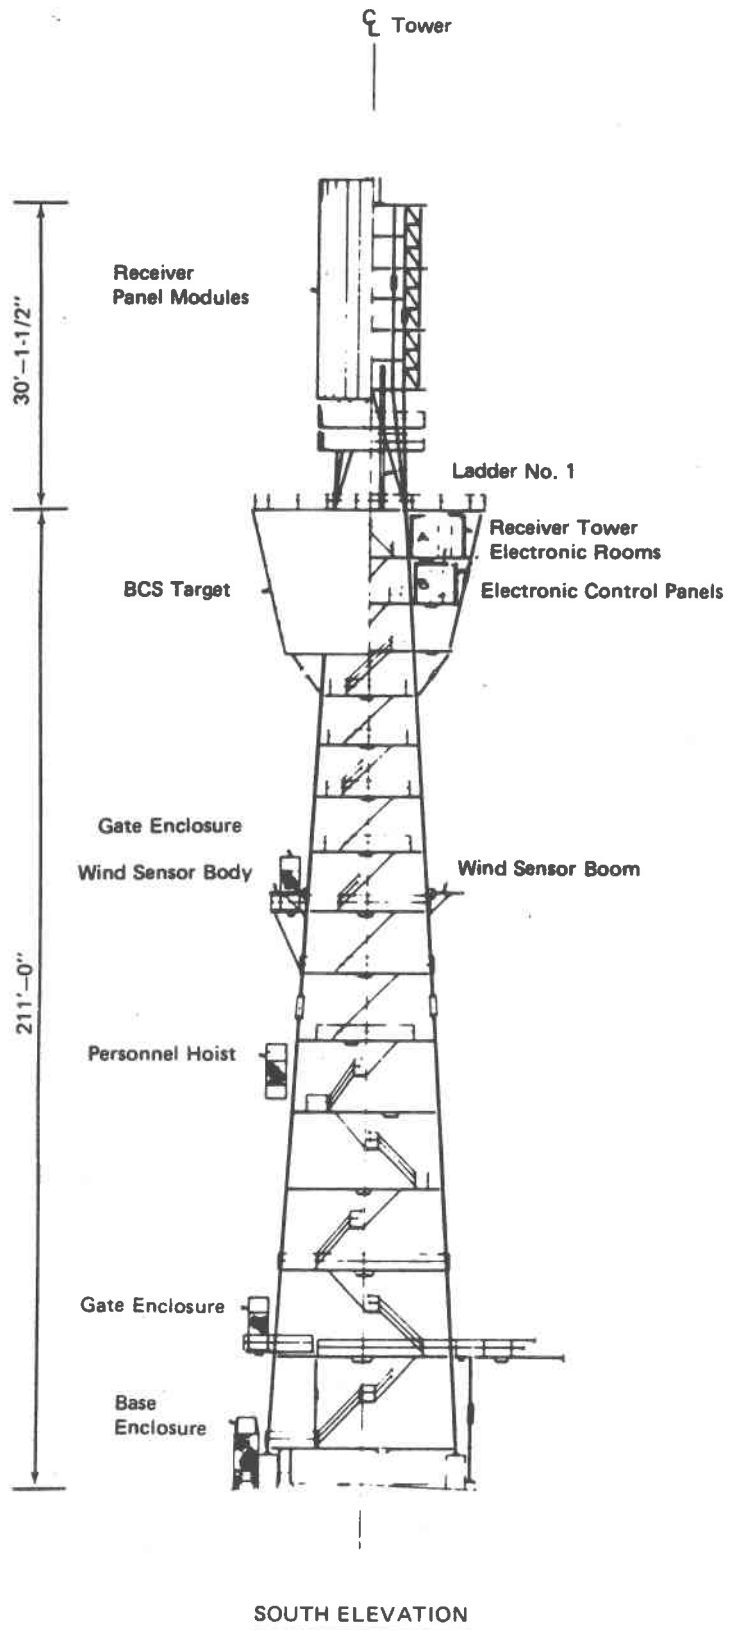 ℄ Tower
Receiver
Panel Modules
30'–1-1/2"
Ladder No. 1
Receiver Tower
Electronic Rooms
BCS Target
Electronic Control Panels
Gate Enclosure
Wind Sensor Body
Wind Sensor Boom
211'–0"
Personnel Hoist
Gate Enclosure
Base
Enclosure
SOUTH ELEVATION